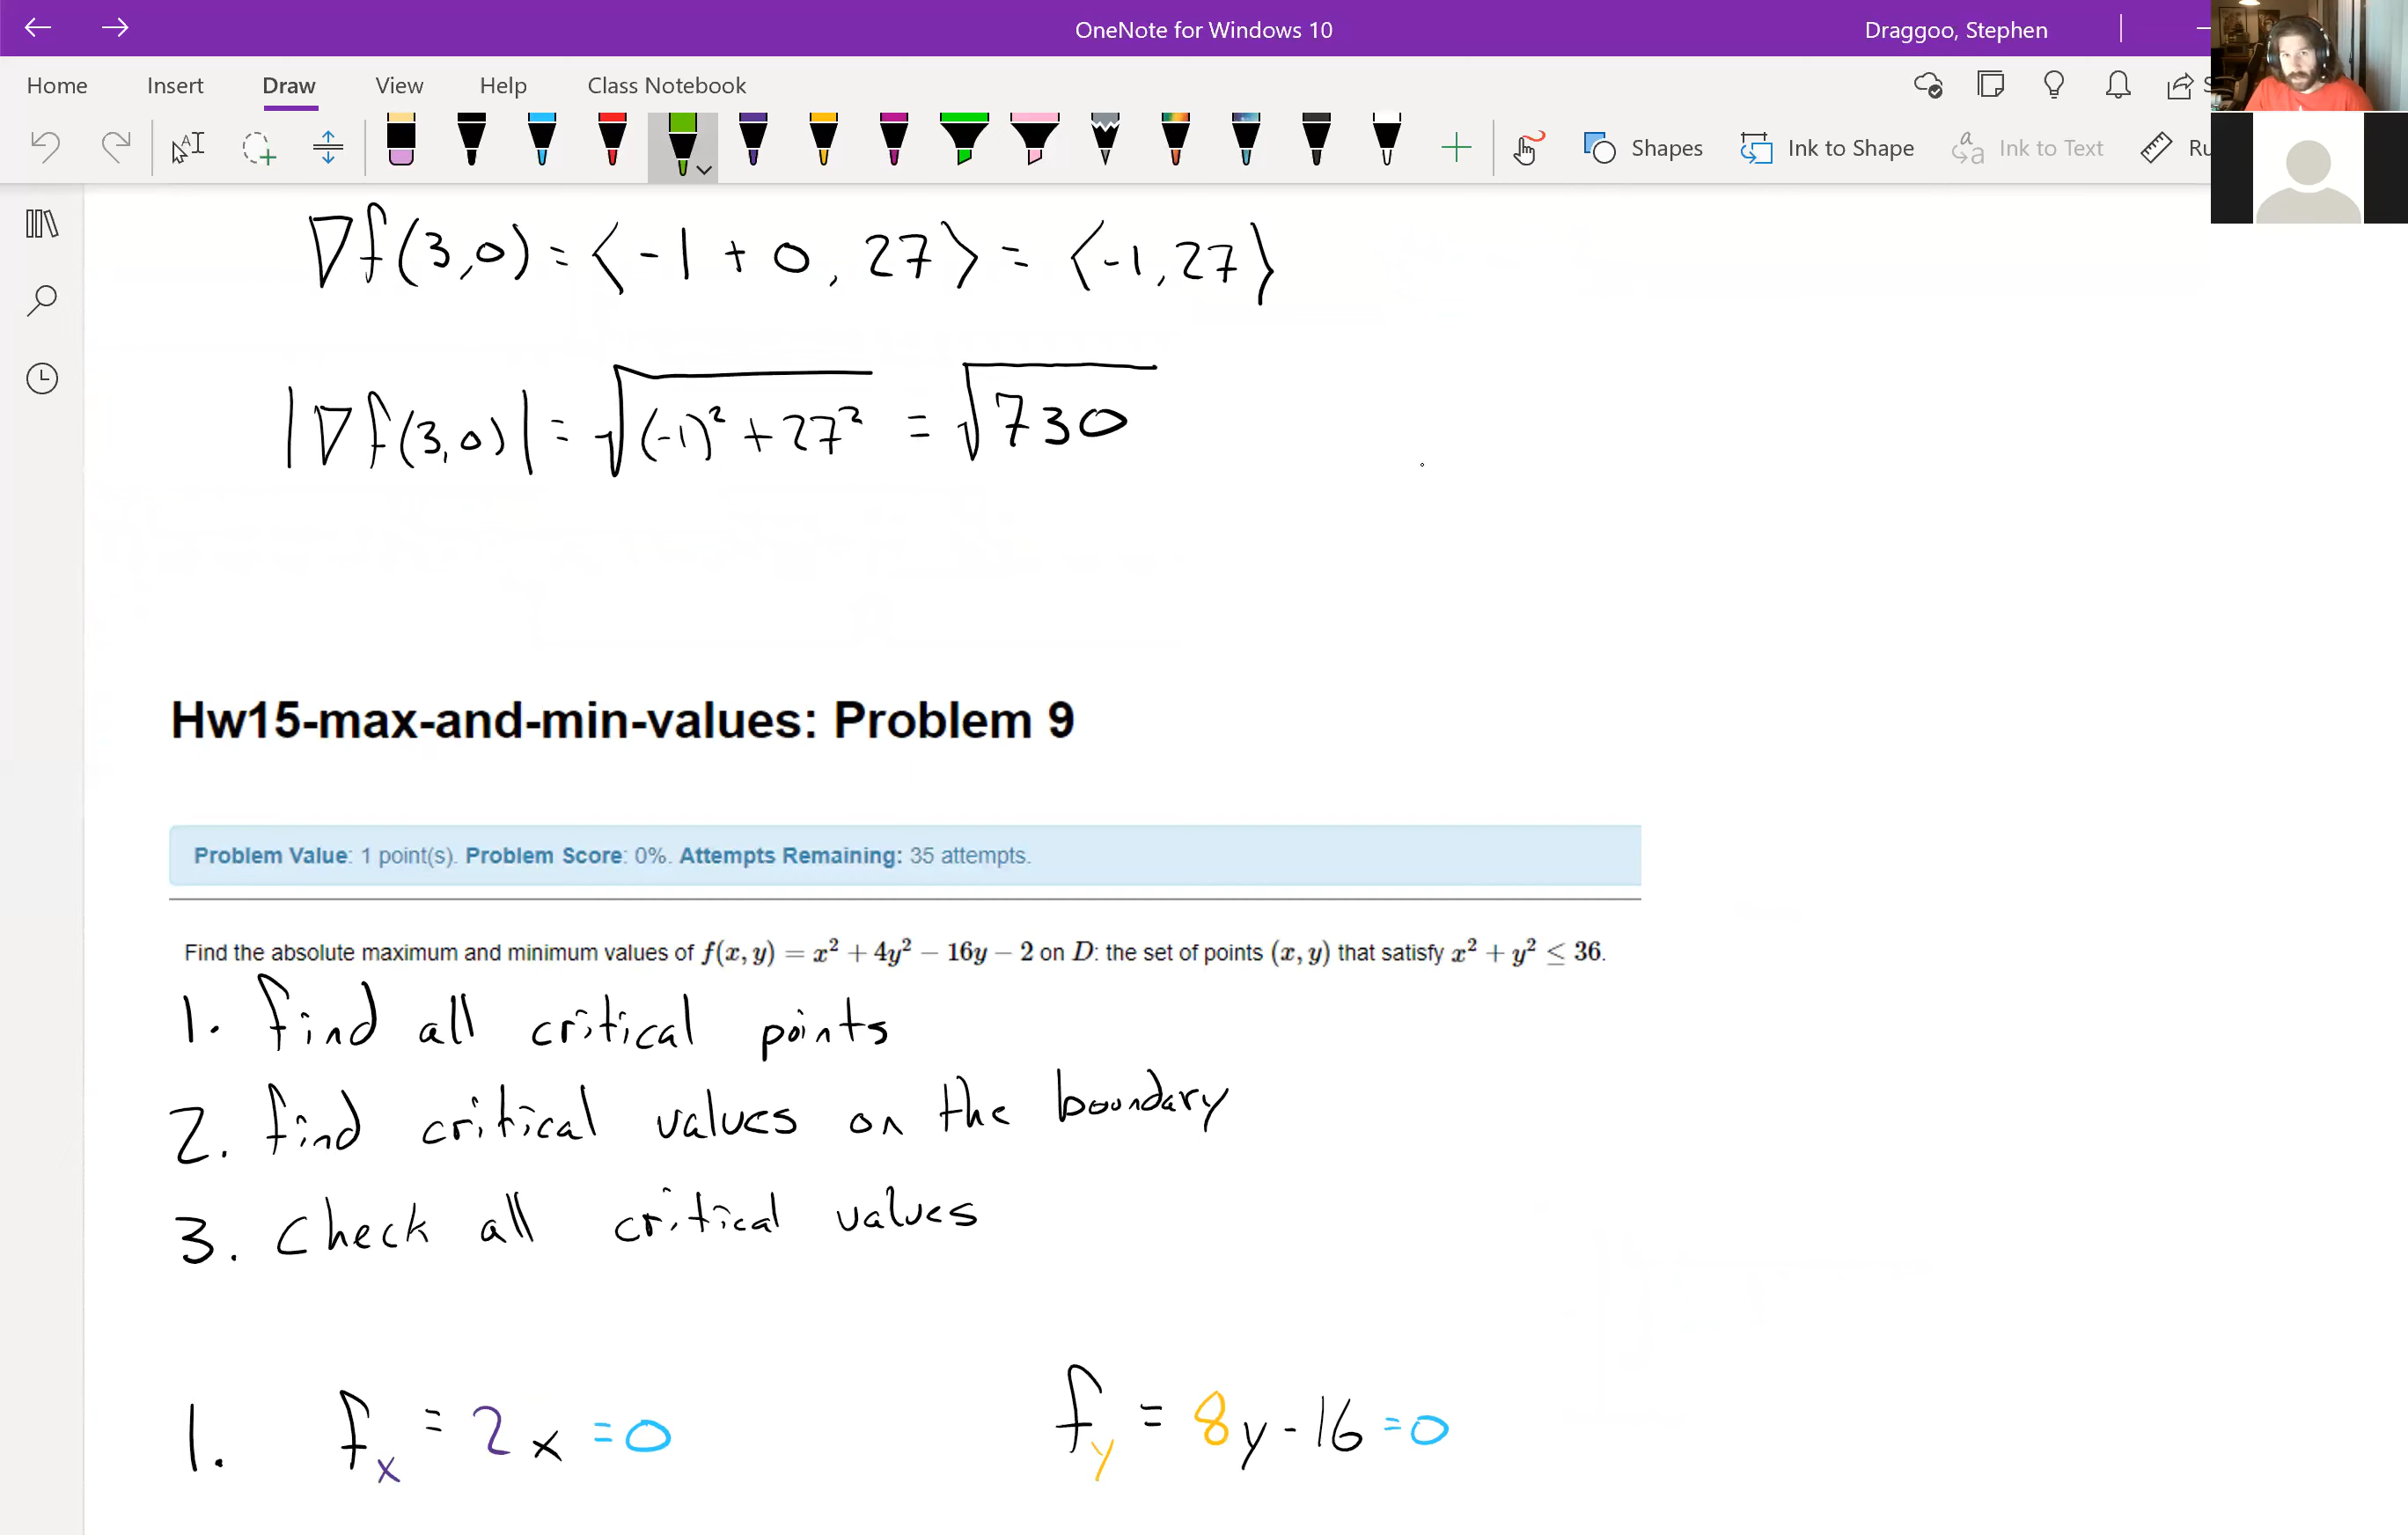 OneNote for Windows 10
Draggoo, Stephen
Home Insert Draw View Help Class Notebook
Shapes Ink to Shape Ink to Text
∇f(3,0) = ⟨-1 + 0, 27⟩ = ⟨-1, 27⟩
|∇f(3,0)| = √((-1)² + 27²) = √730
Hw15-max-and-min-values: Problem 9
Problem Value: 1 point(s). Problem Score: 0%. Attempts Remaining: 35 attempts.
Find the absolute maximum and minimum values of f(x, y) = x² + 4y² − 16y − 2 on D: the set of points (x, y) that satisfy x² + y² ≤ 36.
1. find all critical points
2. find critical values on the boundary
3. Check all critical values
1. fx = 2x = 0 fy = 8y - 16 = 0